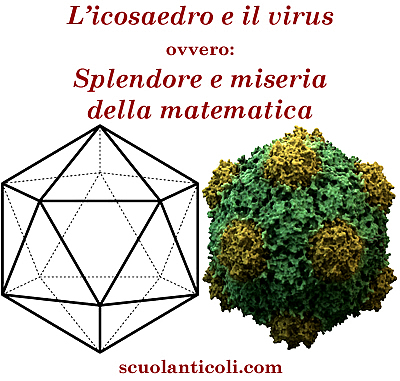 L'icosaedro e il virus
ovvero:
Splendore e miseria
della matematica
scuolanticoli.com